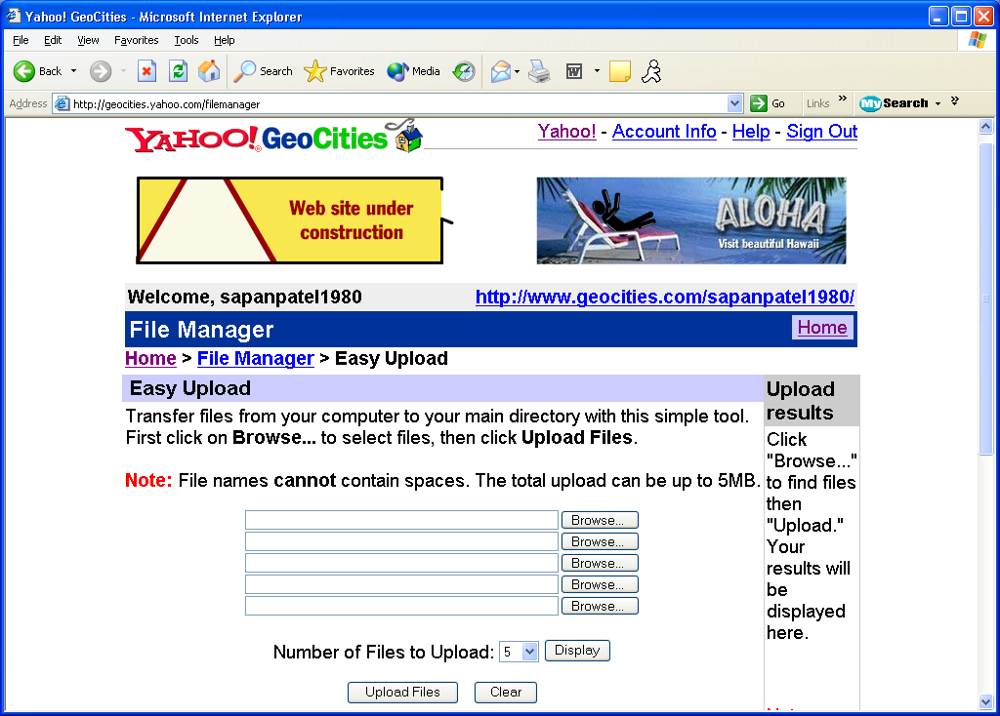 Yahoo! GeoCities - Microsoft Internet Explorer
File Edit View Favorites Tools Help
Back Search Favorites Media
Address http://geocities.yahoo.com/filemanager Go Links » My Search »
YAHOO! GeoCities Yahoo! - Account Info - Help - Sign Out
Web site under
construction
ALOHA
Visit beautiful Hawaii
Welcome, sapanpatel1980 http://www.geocities.com/sapanpatel1980/
File Manager Home
Home > File Manager > Easy Upload
Easy Upload
Transfer files from your computer to your main directory with this simple tool.
First click on Browse... to select files, then click Upload Files.
Note: File names cannot contain spaces. The total upload can be up to 5MB.
Browse...
Browse...
Browse...
Browse...
Browse...
Number of Files to Upload: 5 Display
Upload Files Clear
Upload
results
Click
"Browse..."
to find files
then
"Upload."
Your
results will
be
displayed
here.